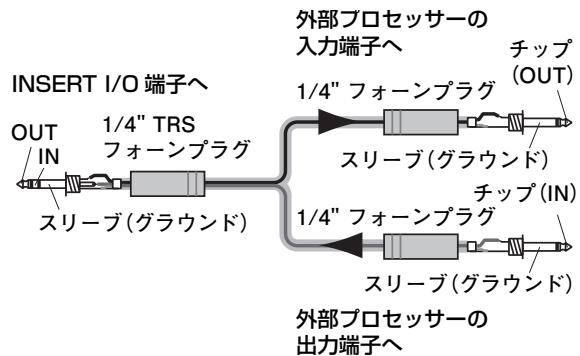 外部プロセッサーの
入力端子へ
チップ
(OUT)
INSERT I/O 端子へ
1/4" フォーンプラグ
OUT
IN
1/4" TRS
フォーンプラグ
スリーブ(グラウンド)
スリーブ(グラウンド)
チップ(IN)
1/4" フォーンプラグ
スリーブ(グラウンド)
外部プロセッサーの
出力端子へ